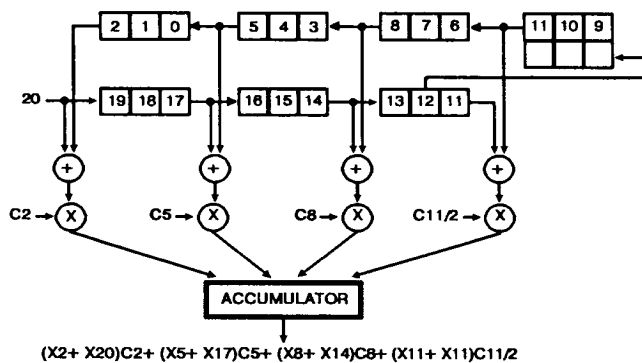 2 1 0 5 4 3 8 7 6 11 10 9
20 19 18 17 16 15 14 13 12 11
+ + + +
C2 X C5 X C8 X C11/2 X
ACCUMULATOR
(X2+ X20)C2+ (X5+ X17)C5+ (X8+ X14)C8+ (X11+ X11)C11/2